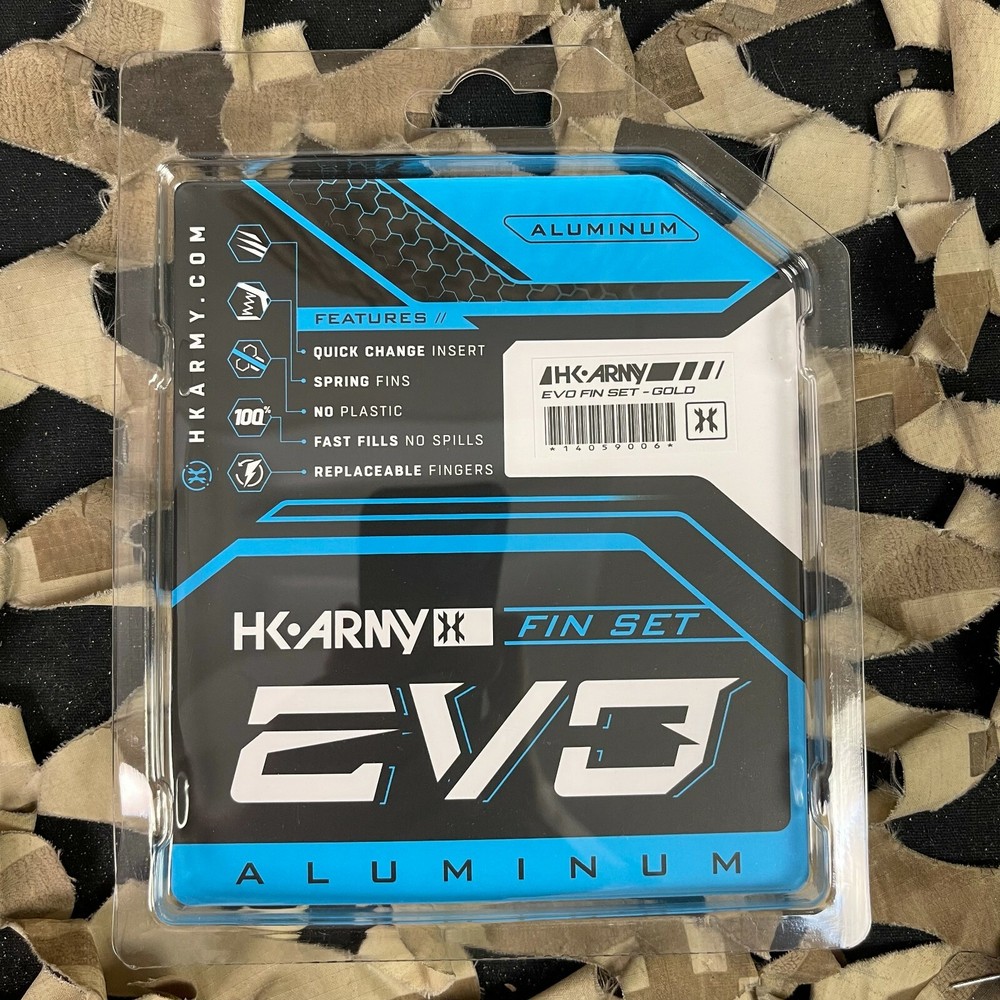 ALUMINUM
HKARMY.COM
FEATURES //
QUICK CHANGE INSERT
SPRING FINS
NO PLASTIC
100%
FAST FILLS NO SPILLS
REPLACEABLE FINGERS
HK•ARMY
EVO FIN SET - GOLD
*14059006*
HK•ARMY FIN SET
EVO
ALUMINUM